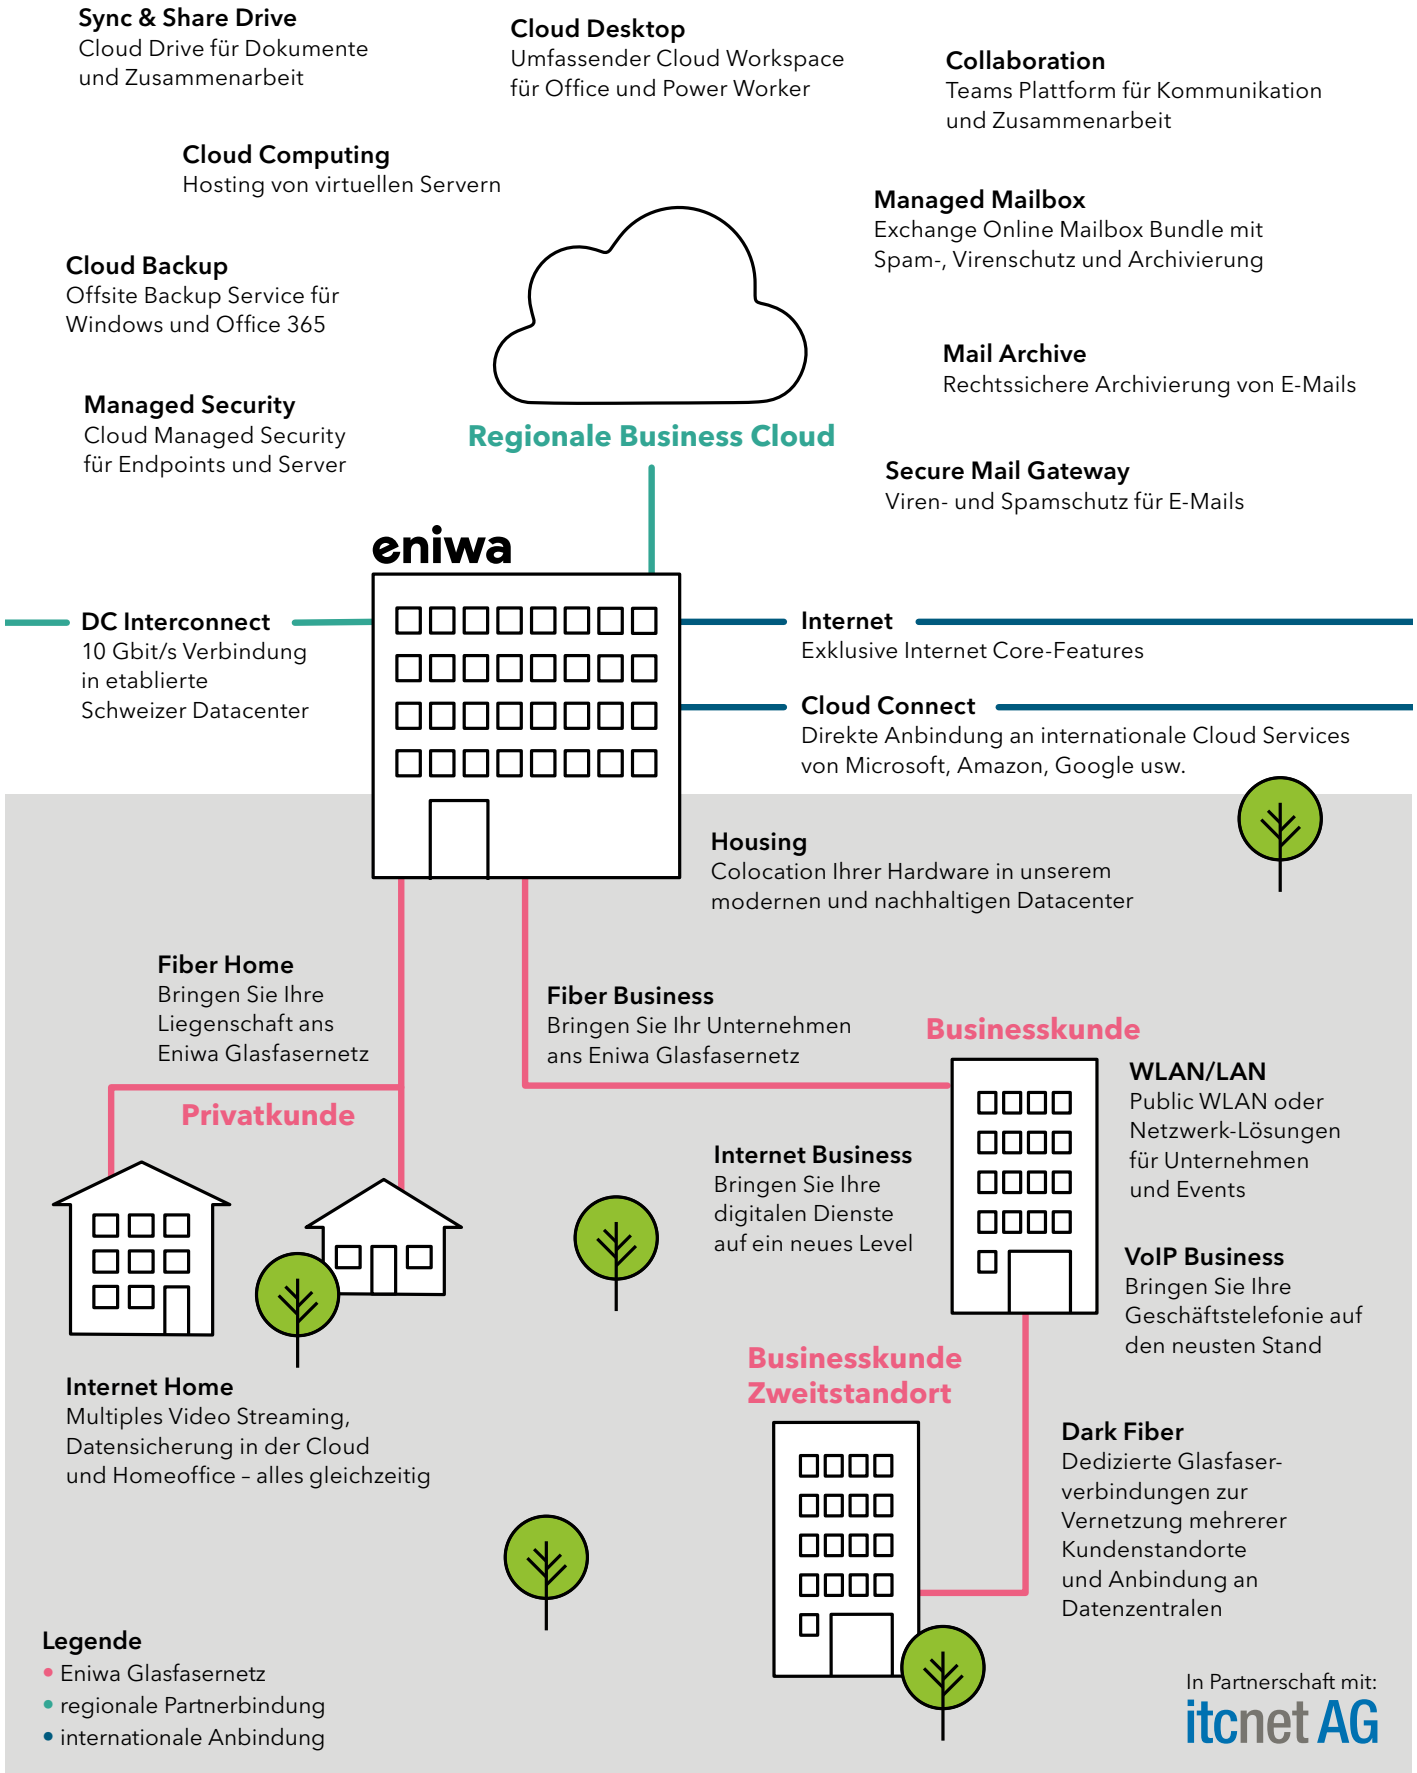 Sync & Share Drive
Cloud Drive für Dokumente
und Zusammenarbeit
Cloud Desktop
Umfassender Cloud Workspace
für Office und Power Worker
Collaboration
Teams Plattform für Kommunikation
und Zusammenarbeit
Cloud Computing
Hosting von virtuellen Servern
Managed Mailbox
Exchange Online Mailbox Bundle mit
Spam-, Virenschutz und Archivierung
Cloud Backup
Offsite Backup Service für
Windows und Office 365
Mail Archive
Rechtssichere Archivierung von E-Mails
Managed Security
Cloud Managed Security
für Endpoints und Server
Regionale Business Cloud
Secure Mail Gateway
Viren- und Spamschutz für E-Mails
eniwa
DC Interconnect
10 Gbit/s Verbindung
in etablierte
Schweizer Datacenter
Internet
Exklusive Internet Core-Features
Cloud Connect
Direkte Anbindung an internationale Cloud Services
von Microsoft, Amazon, Google usw.
Housing
Colocation Ihrer Hardware in unserem
modernen und nachhaltigen Datacenter
Fiber Home
Bringen Sie Ihre
Liegenschaft ans
Eniwa Glasfasernetz
Fiber Business
Bringen Sie Ihr Unternehmen
ans Eniwa Glasfasernetz
Businesskunde
WLAN/LAN
Public WLAN oder
Netzwerk-Lösungen
für Unternehmen
und Events
Privatkunde
Internet Business
Bringen Sie Ihre
digitalen Dienste
auf ein neues Level
VoIP Business
Bringen Sie Ihre
Geschäftstelefonie auf
den neusten Stand
Businesskunde
Zweitstandort
Internet Home
Multiples Video Streaming,
Datensicherung in der Cloud
und Homeoffice – alles gleichzeitig
Dark Fiber
Dedizierte Glasfaser-
verbindungen zur
Vernetzung mehrerer
Kundenstandorte
und Anbindung an
Datenzentralen
Legende
• Eniwa Glasfasernetz
• regionale Partnerbindung
• internationale Anbindung
In Partnerschaft mit:
itcnet AG